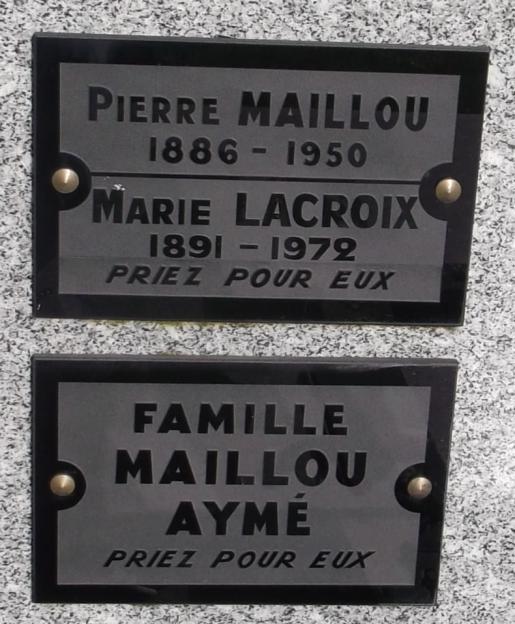 PIERRE MAILLOU
1886 - 1950
MARIE LACROIX
1891 - 1972
PRIEZ POUR EUX
FAMILLE
MAILLOU
AYMÉ
PRIEZ POUR EUX